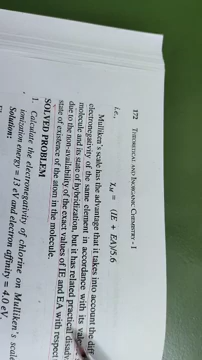 172 THEORETICAL AND INORGANIC CHEMISTRY - I
i.e., χM = (IE + EA)/5.6
Mulliken's scale has the advantage that it takes into account the
electronegativity of the same element in accordance with its
molecule and its state of hybridization, but it has related practical
due to the non-availability of the exact values of IE and EA with respect
state of existence of the atom in the molecule.
SOLVED PROBLEM
1. Calculate the electronegativity of chlorine on Mulliken's
ionization energy = 13 eV and electron affinity = 4.0 eV.
Solution: